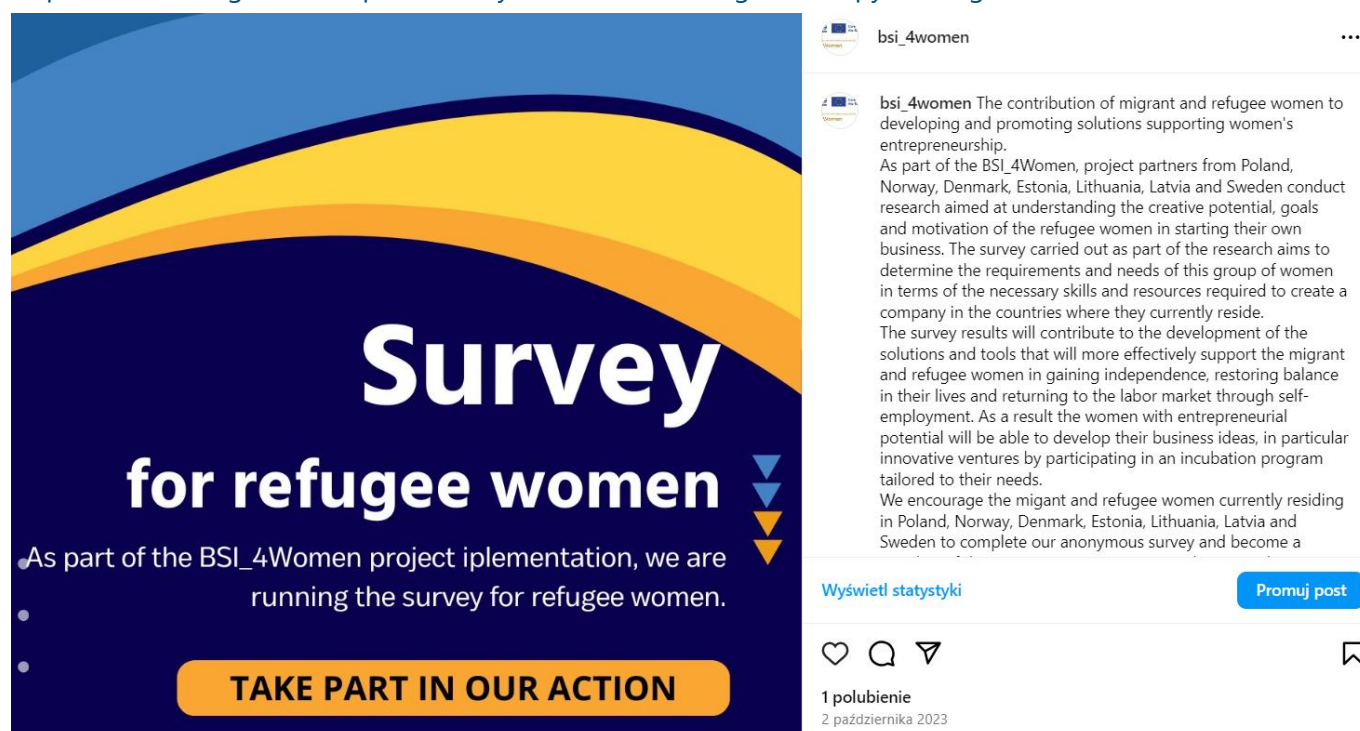 Survey
for refugee women
As part of the BSI_4Women project iplementation, we are
running the survey for refugee women.
TAKE PART IN OUR ACTION
bsi_4women
bsi_4women The contribution of migrant and refugee women to
developing and promoting solutions supporting women's
entrepreneurship.
As part of the BSI_4Women, project partners from Poland,
Norway, Denmark, Estonia, Lithuania, Latvia and Sweden conduct
research aimed at understanding the creative potential, goals
and motivation of the refugee women in starting their own
business. The survey carried out as part of the research aims to
determine the requirements and needs of this group of women
in terms of the necessary skills and resources required to create a
company in the countries where they currently reside.
The survey results will contribute to the development of the
solutions and tools that will more effectively support the migrant
and refugee women in gaining independence, restoring balance
in their lives and returning to the labor market through self-
employment. As a result the women with entrepreneurial
potential will be able to develop their business ideas, in particular
innovative ventures by participating in an incubation program
tailored to their needs.
We encourage the migant and refugee women currently residing
in Poland, Norway, Denmark, Estonia, Lithuania, Latvia and
Sweden to complete our anonymous survey and become a
Wyświetl statystyki
Promuj post
1 polubienie
2 października 2023